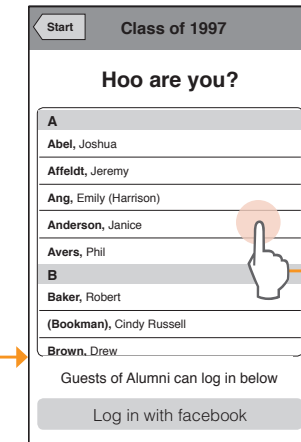 Start
Class of 1997
Hoo are you?
A
Abel, Joshua
Affeldt, Jeremy
Ang, Emily (Harrison)
Anderson, Janice
Avers, Phil
B
Baker, Robert
(Bookman), Cindy Russell
Brown, Drew
Guests of Alumni can log in below
Log in with facebook